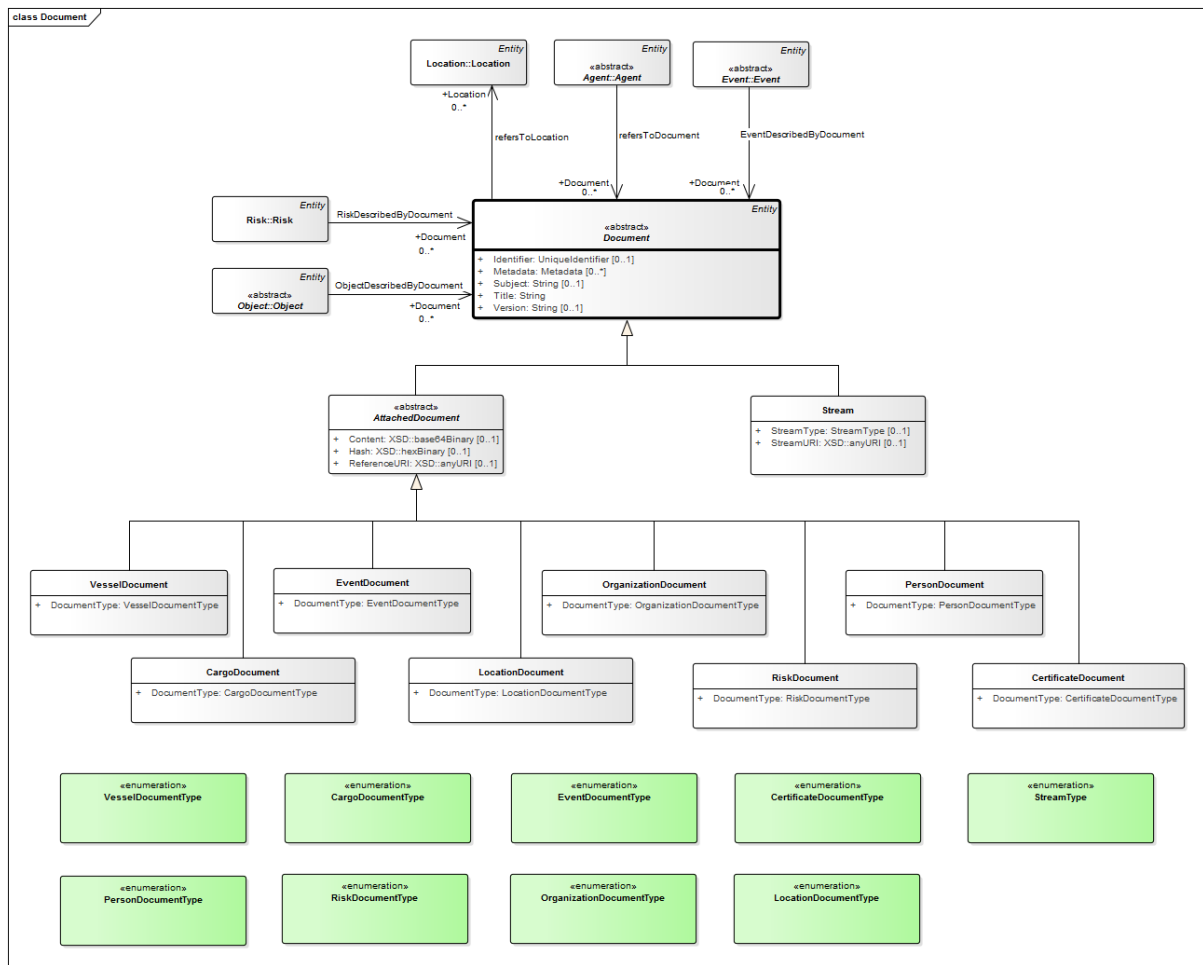 class Document
Entity
Location::Location
Entity
«abstract»
Agent::Agent
Entity
«abstract»
Event::Event
+Location
0..*
refersToLocation
refersToDocument
EventDescribedByDocument
+Document
0..*
+Document
0..*
Entity
Risk::Risk
RiskDescribedByDocument
+Document
0..*
Entity
«abstract»
Object::Object
ObjectDescribedByDocument
+Document
0..*
Entity
«abstract»
Document
+ Identifier: UniqueIdentifier [0..1]
+ Metadata: Metadata [0..*]
+ Subject: String [0..1]
+ Title: String
+ Version: String [0..1]
«abstract»
AttachedDocument
+ Content: XSD::base64Binary [0..1]
+ Hash: XSD::hexBinary [0..1]
+ ReferenceURI: XSD::anyURI [0..1]
Stream
+ StreamType: StreamType [0..1]
+ StreamURI: XSD::anyURI [0..1]
VesselDocument
+ DocumentType: VesselDocumentType
EventDocument
+ DocumentType: EventDocumentType
OrganizationDocument
+ DocumentType: OrganizationDocumentType
PersonDocument
+ DocumentType: PersonDocumentType
CargoDocument
+ DocumentType: CargoDocumentType
LocationDocument
+ DocumentType: LocationDocumentType
RiskDocument
+ DocumentType: RiskDocumentType
CertificateDocument
+ DocumentType: CertificateDocumentType
«enumeration»
VesselDocumentType
«enumeration»
CargoDocumentType
«enumeration»
EventDocumentType
«enumeration»
CertificateDocumentType
«enumeration»
StreamType
«enumeration»
PersonDocumentType
«enumeration»
RiskDocumentType
«enumeration»
OrganizationDocumentType
«enumeration»
LocationDocumentType